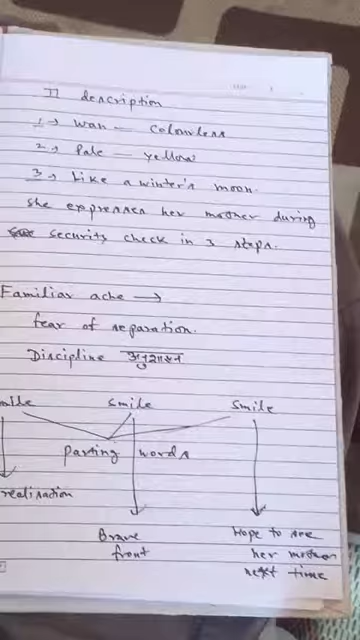 II description
1 → Wan — Colourless
2 → Pale — yellow
3 → Like a winter's moon.
She expresses her mother during
security check in 3 steps.
Familiar ache →
fear of separation.
Discipline अनुशासन
mile smile smile
parting words
realisation
Brave Hope to see
front her mother
next time